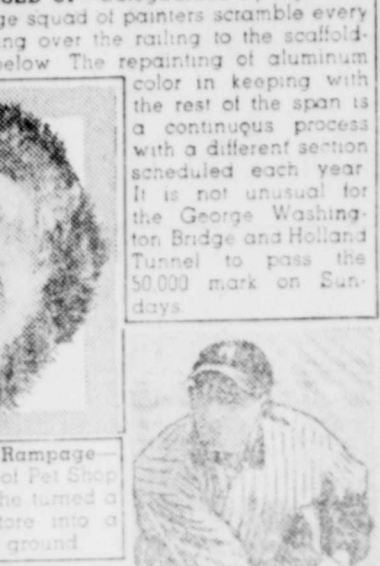 ge squad of painters scramble every
ng over the railing to the scaffold-
below The repainting of aluminum
color in keeping with
the rest of the span is
a continuous process
with a different section
scheduled each year
It is not unusual for
the George Washing-
ton Bridge and Holland
Tunnel to pass the
50,000 mark on Sun-
days
Rampage—
of Pet Shop
he turned a
tore into a
ground